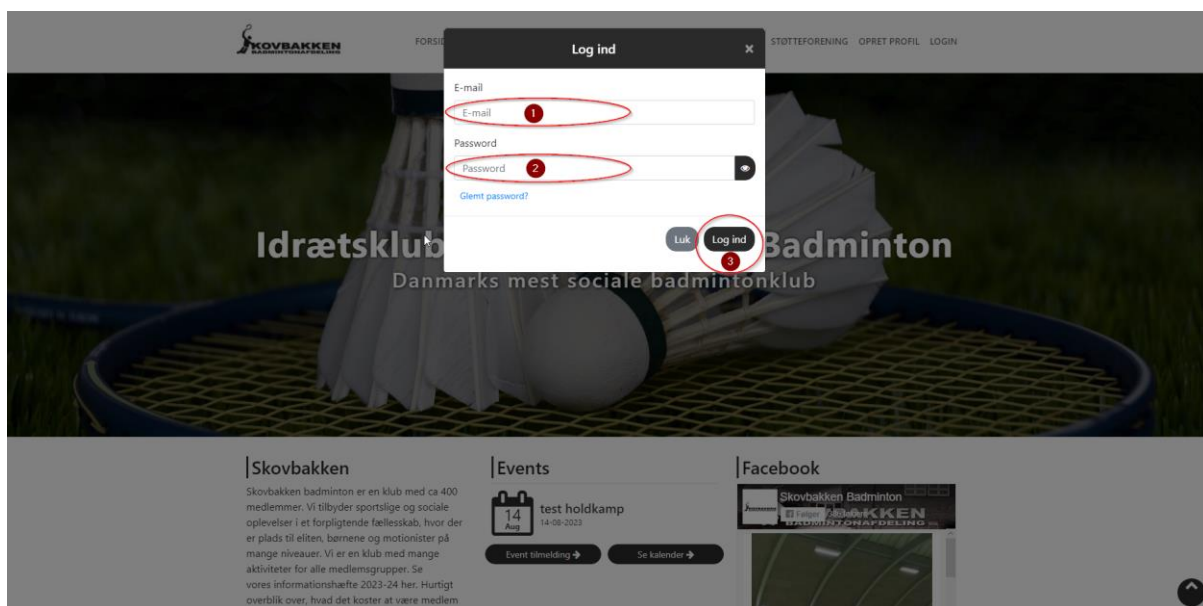 SKOVBAKKEN
BADMINTONAFDELING
STØTTEFORENING OPRET PROFIL LOGIN
Log ind ×
E-mail
E-mail 1
Password
Password 2
Glemt password?
Luk Log ind
3
Idrætsklub Badminton
Danmarks mest sociale badmintonklub
Skovbakken
Skovbakken badminton er en klub med ca 400
medlemmer. Vi tilbyder sportslige og sociale
oplevelser i et forpligtende fællesskab, hvor der
er plads til eliten, børnene og motionister på
mange niveauer. Vi er en klub med mange
aktiviteter for alle medlemsgrupper. Se
vores informationshæfte 2023-24 her. Hurtigt
overblik over, hvad det koster at være medlem
Events
14
Aug
test holdkamp
14-08-2023
Event tilmelding Se kalender
Facebook
Skovbakken Badminton
Følger
BADMINTONAFDELING